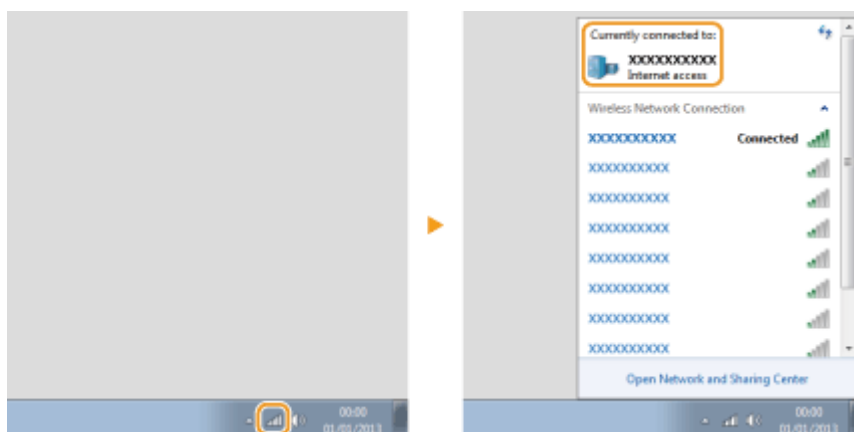 00:00
01/01/2013
Currently connected to:
XXXXXXXXXX
Internet access
Wireless Network Connection
XXXXXXXXXX Connected
XXXXXXXXXX
XXXXXXXXXX
XXXXXXXXXX
XXXXXXXXXX
XXXXXXXXXX
XXXXXXXXXX
XXXXXXXXXX
Open Network and Sharing Center
00:00
01/01/2013